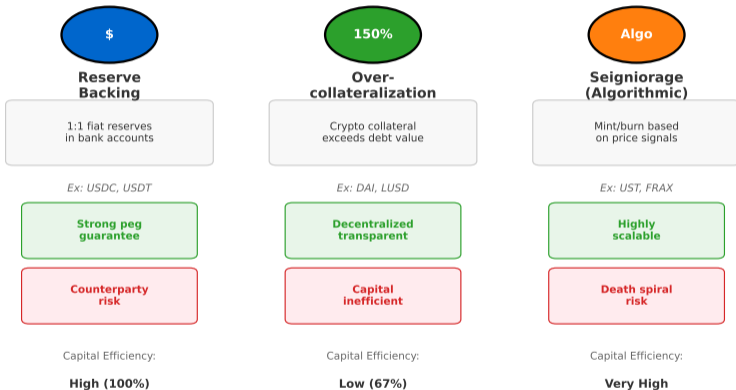 $
Reserve
Backing
1:1 fiat reserves
in bank accounts
Ex: USDC, USDT
Strong peg
guarantee
Counterparty
risk
Capital Efficiency:
High (100%)
150%
Over-
collateralization
Crypto collateral
exceeds debt value
Ex: DAI, LUSD
Decentralized
transparent
Capital
inefficient
Capital Efficiency:
Low (67%)
Algo
Seigniorage
(Algorithmic)
Mint/burn based
on price signals
Ex: UST, FRAX
Highly
scalable
Death spiral
risk
Capital Efficiency:
Very High